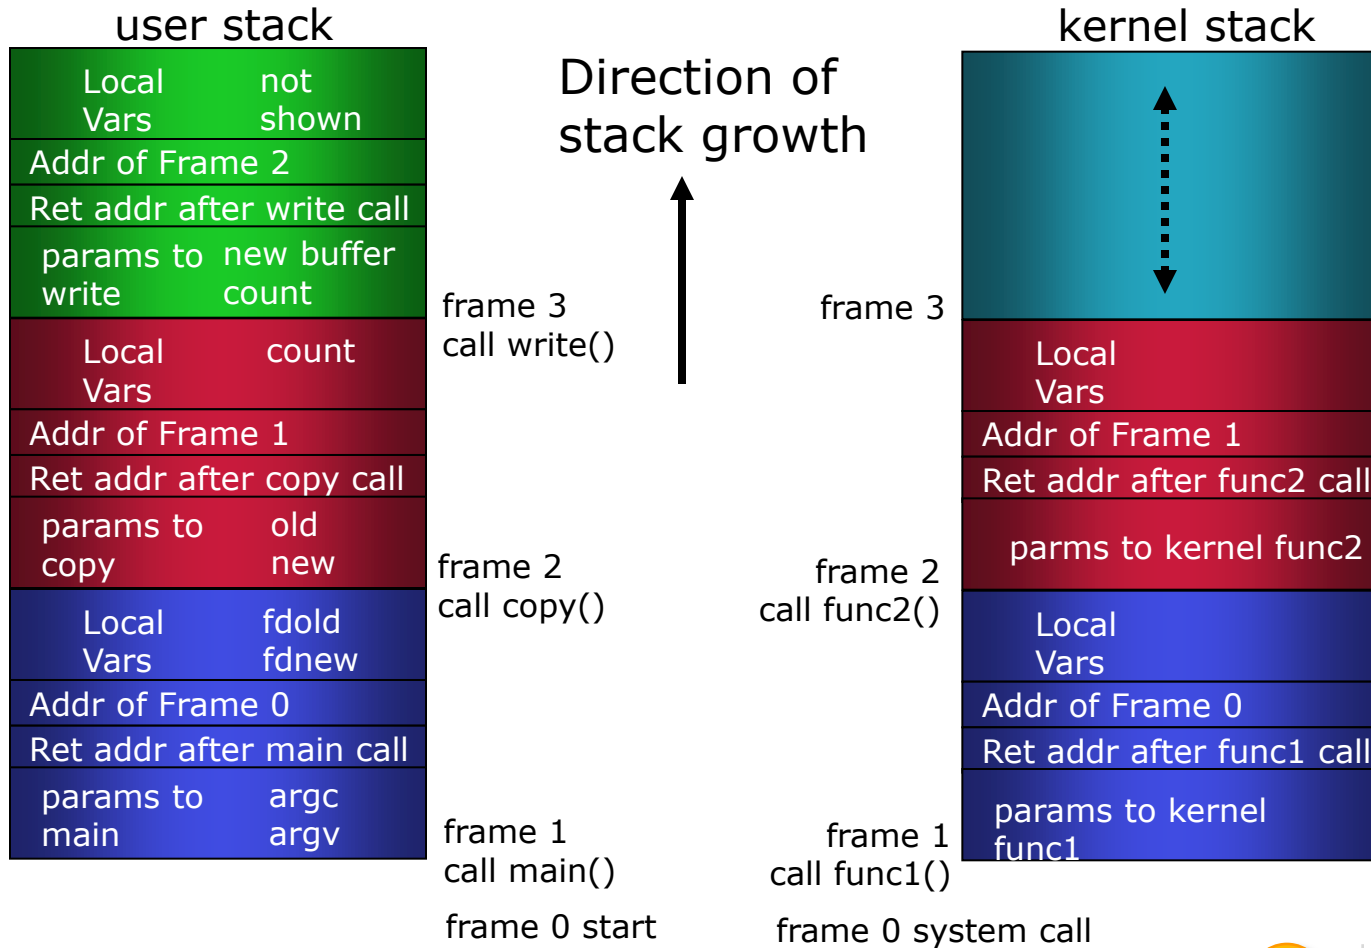 user stack
Local not
Vars shown
Addr of Frame 2
Ret addr after write call
params to new buffer
write count
Local count
Vars
Addr of Frame 1
Ret addr after copy call
params to old
copy new
Local fdold
Vars fdnew
Addr of Frame 0
Ret addr after main call
params to argc
main argv
Direction of
stack growth
frame 3
call write()
frame 2
call copy()
frame 1
call main()
frame 0 start
kernel stack
frame 3
Local
Vars
Addr of Frame 1
Ret addr after func2 call
parms to kernel func2
frame 2
call func2()
Local
Vars
Addr of Frame 0
Ret addr after func1 call
params to kernel
func1
frame 1
call func1()
frame 0 system call